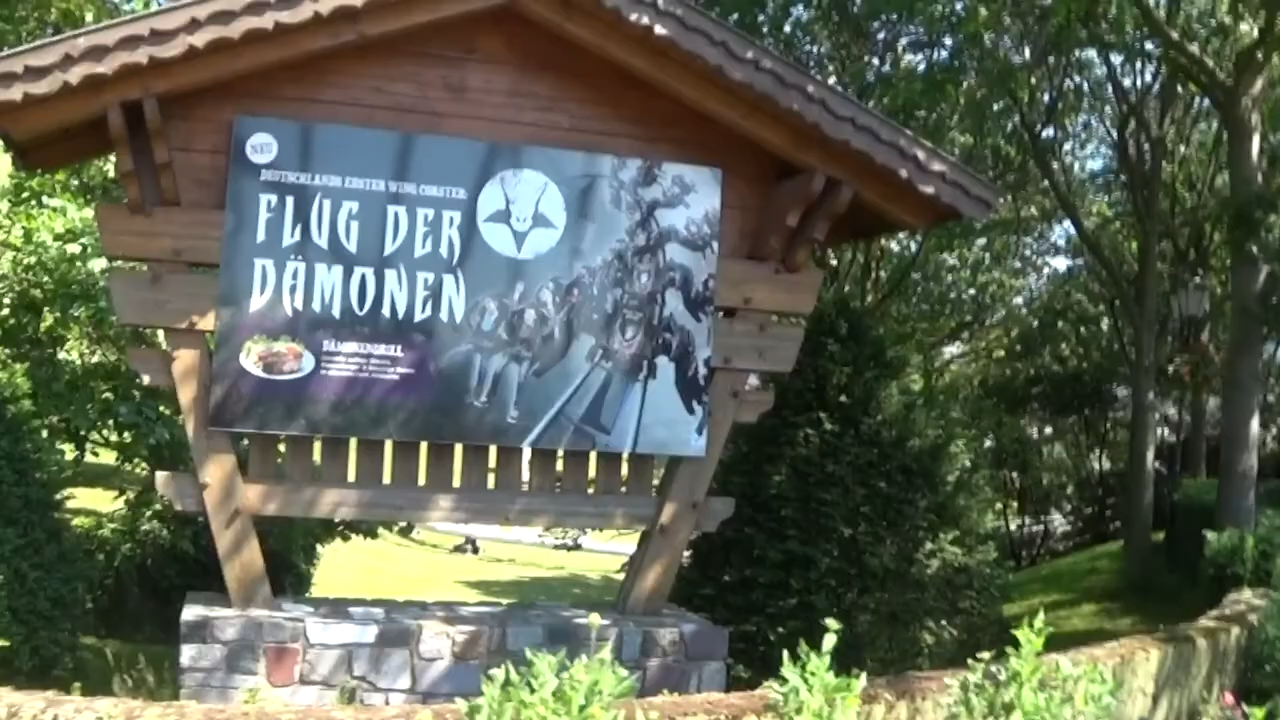 NEU
DEUTSCHLANDS ERSTER WING COASTER:
FLUG DER
DÄMONEN
DÄMONENGRILL